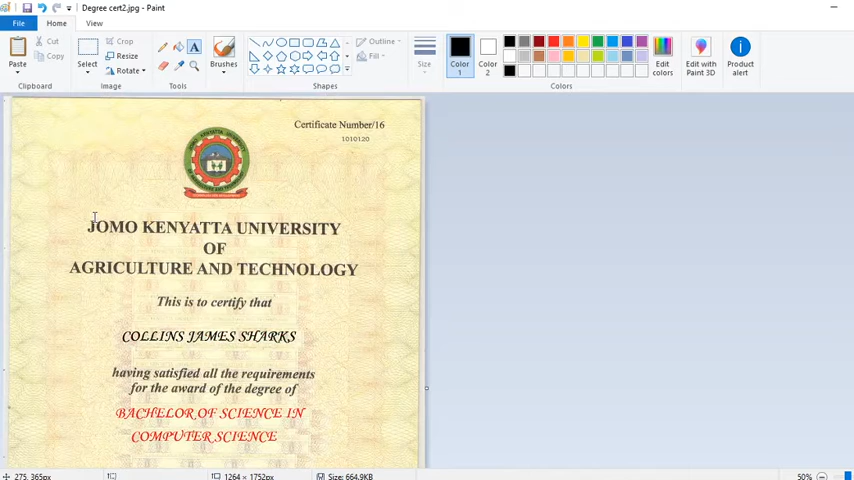 Degree cert2.jpg - Paint
File Home View
Paste Cut Copy Select Crop Resize Rotate Brushes Outline Fill Size Color 1 Color 2 Edit colors Edit with Paint 3D Product alert
Clipboard Image Tools Shapes Colors
Certificate Number/16
1010120
JOMO KENYATTA UNIVERSITY
OF
AGRICULTURE AND TECHNOLOGY
This is to certify that
COLLINS JAMES SHARKS
having satisfied all the requirements
for the award of the degree of
BACHELOR OF SCIENCE IN
COMPUTER SCIENCE
275, 365px 1264 × 1752px Size: 664.9KB 50%